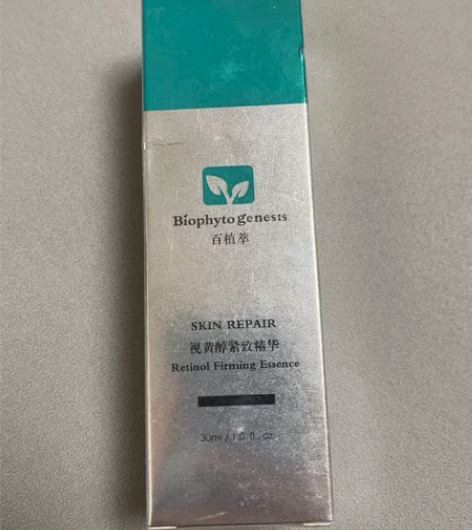 Biophyto genesis
百植萃
SKIN REPAIR
视黄醇紧致精华
Retinol Firming Essence
30ml / 1.0 fl. oz.